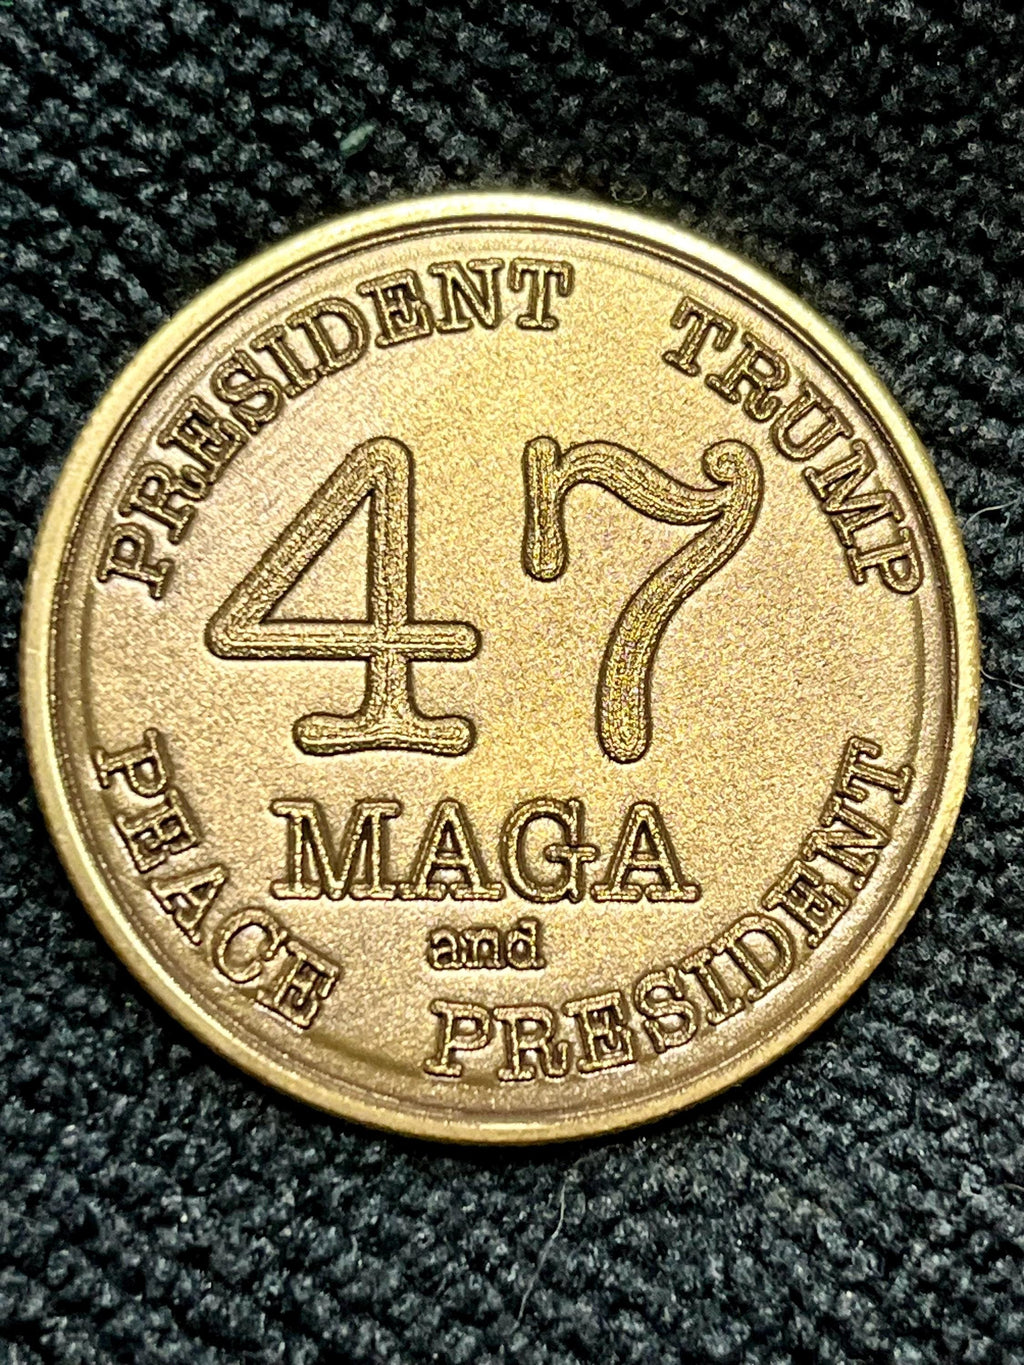 PRESIDENT TRUMP
47
MAGA
and
PEACE PRESIDENT